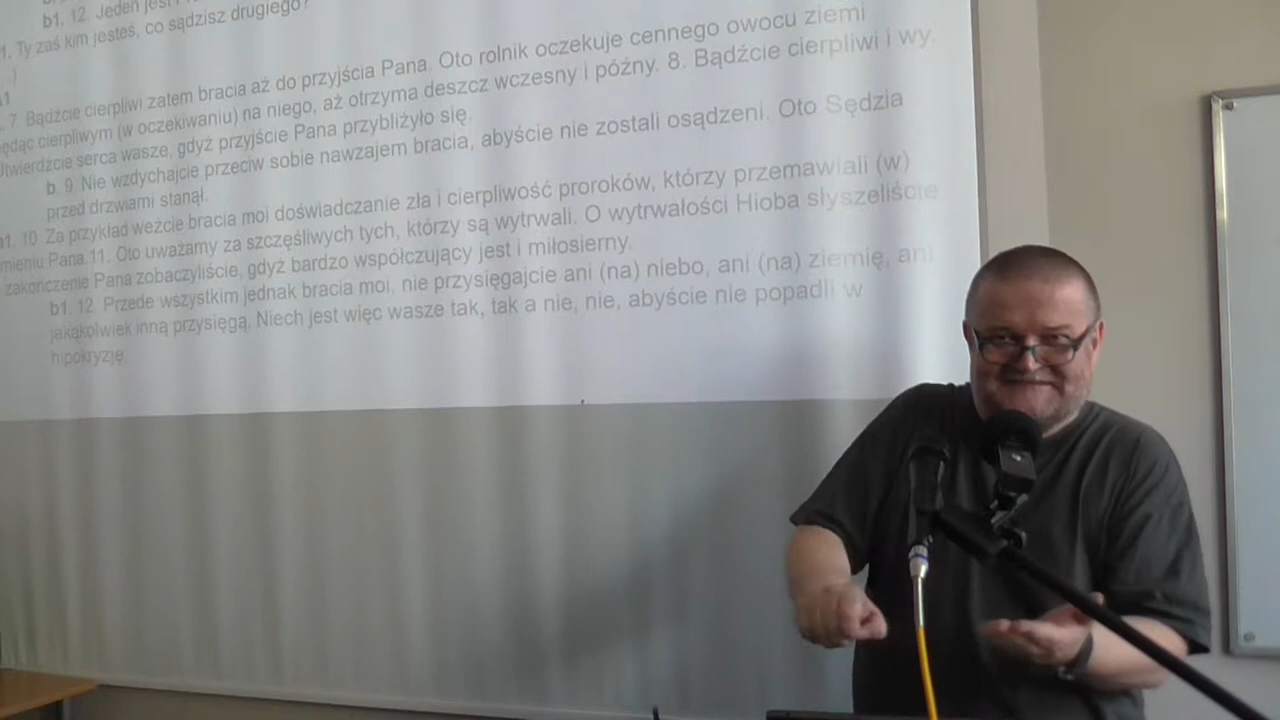 b1. 12. Jeden jest
1. Ty zaś kim jesteś, co sądzisz drugiego?
7. Bądźcie cierpliwi zatem bracia aż do przyjścia Pana. Oto rolnik oczekuje cennego owocu ziemi
będąc cierpliwym (w oczekiwaniu) na niego, aż otrzyma deszcz wczesny i późny. 8. Bądźcie cierpliwi i wy.
Utwierdźcie serca wasze, gdyż przyjście Pana przybliżyło się.
b. 9. Nie wzdychajcie przeciw sobie nawzajem bracia, abyście nie zostali osądzeni. Oto Sędzia
przed drzwiami stanął.
a1. 10. Za przykład weźcie bracia moi doświadczanie zła i cierpliwość proroków, którzy przemawiali (w)
imieniu Pana.11. Oto uważamy za szczęśliwych tych, którzy są wytrwali. O wytrwałości Hioba słyszeliście
zakończenie Pana zobaczyliście, gdyż bardzo współczujący jest i miłosierny.
b1. 12. Przede wszystkim jednak bracia moi, nie przysięgajcie ani (na) niebo, ani (na) ziemię, ani
jakąkolwiek inną przysięgą. Niech jest więc wasze tak, tak a nie, nie, abyście nie popadli w
hipokryzję